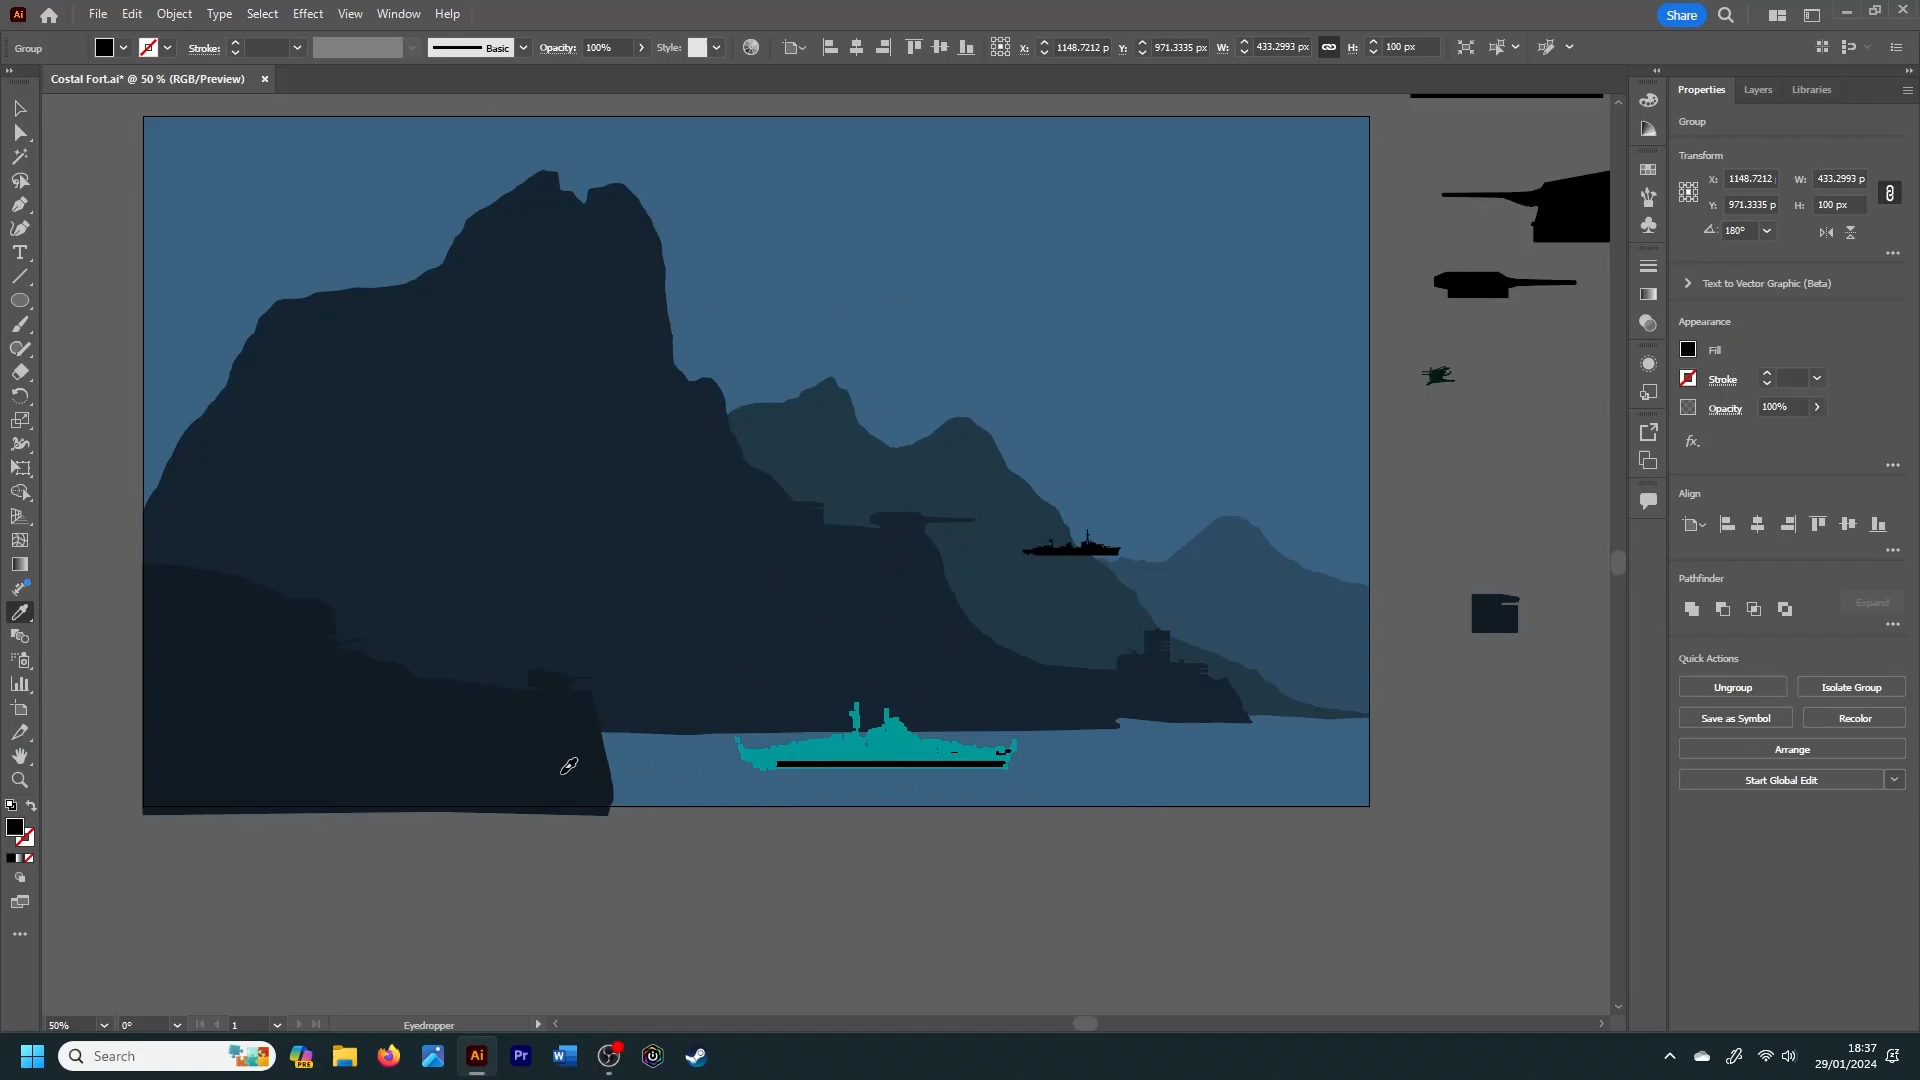 Ai File Edit Object Type Select Effect View Window Help Share
Group Stroke: Basic Opacity: 100% Style: X: 1148.7212 p Y: 971.3335 px W: 433.2993 px H: 100 px
Costal Fort.ai* @ 50 % (RGB/Preview) ×
Properties Layers Libraries
Group
Transform
X: 1148.7212 W: 433.2993 p
Y: 971.3335 p H: 100 px
180°
Text to Vector Graphic (Beta)
Appearance
Fill
Stroke
Opacity 100%
fx.
Align
Pathfinder
Expand
Quick Actions
Ungroup Isolate Group
Save as Symbol Recolor
Arrange
Start Global Edit
50% 0° 1 Eyedropper
Search PRE Ai Pr W 18:37
29/01/2024